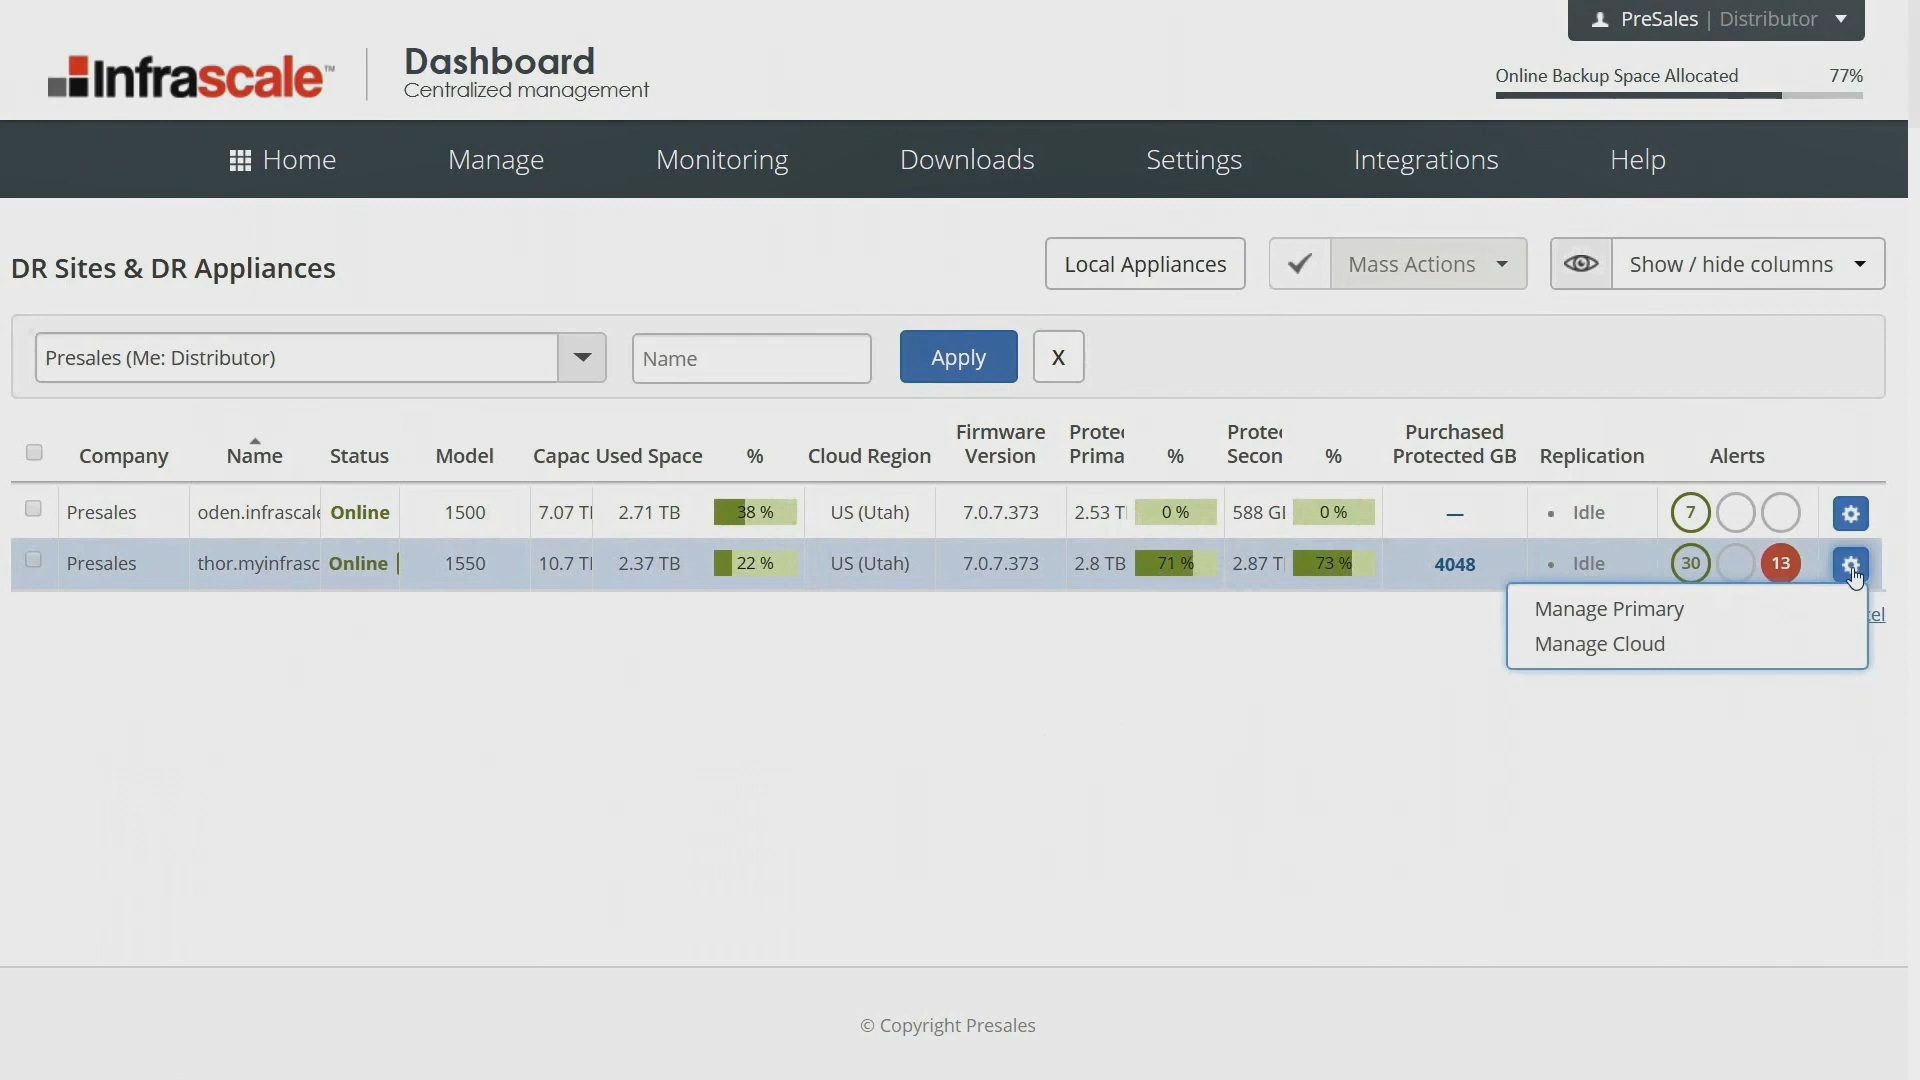 PreSales | Distributor
Infrascale™
Dashboard
Centralized management
Online Backup Space Allocated 77%
Home Manage Monitoring Downloads Settings Integrations Help
DR Sites & DR Appliances
Local Appliances Mass Actions Show / hide columns
Presales (Me: Distributor) Name Apply X
Company Name Status Model Capac Used Space % Cloud Region Firmware Version Protec Prima % Protec Secon % Purchased Protected GB Replication Alerts
Presales oden.infrascale Online 1500 7.07 T 2.71 TB 38 % US (Utah) 7.0.7.373 2.53 T 0 % 588 G 0 % — • Idle 7
Presales thor.myinfrasc Online 1550 10.7 T 2.37 TB 22 % US (Utah) 7.0.7.373 2.8 TB 71 % 2.87 T 73 % 4048 • Idle 30 13
Manage Primary
cel
Manage Cloud
© Copyright Presales